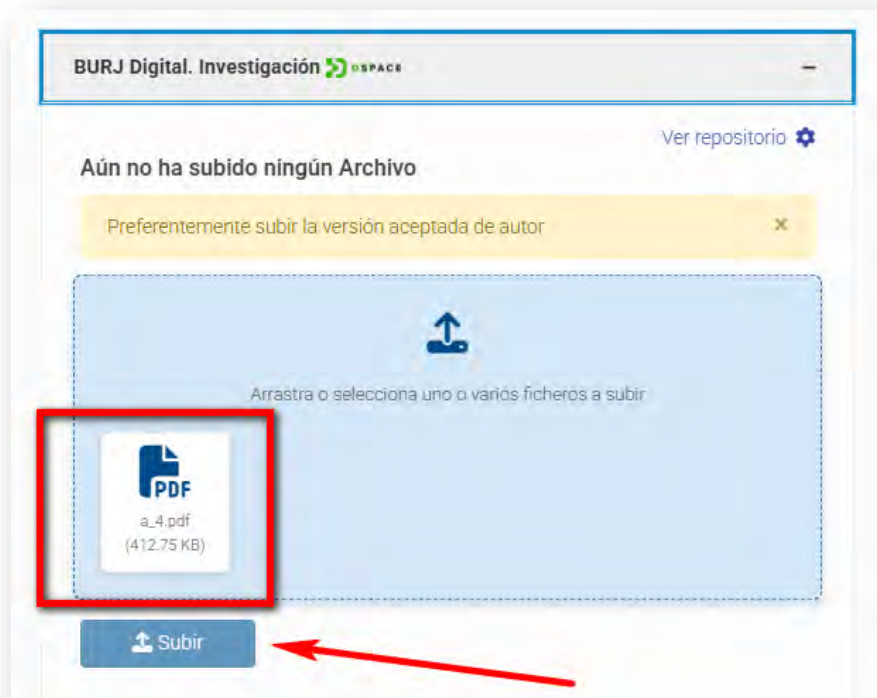 BURJ Digital. Investigación DSPACE
Ver repositorio
Aún no ha subido ningún Archivo
Preferentemente subir la versión aceptada de autor
Arrastra o selecciona uno o varios ficheros a subir
PDF
a_4.pdf
(412.75 KB)
Subir